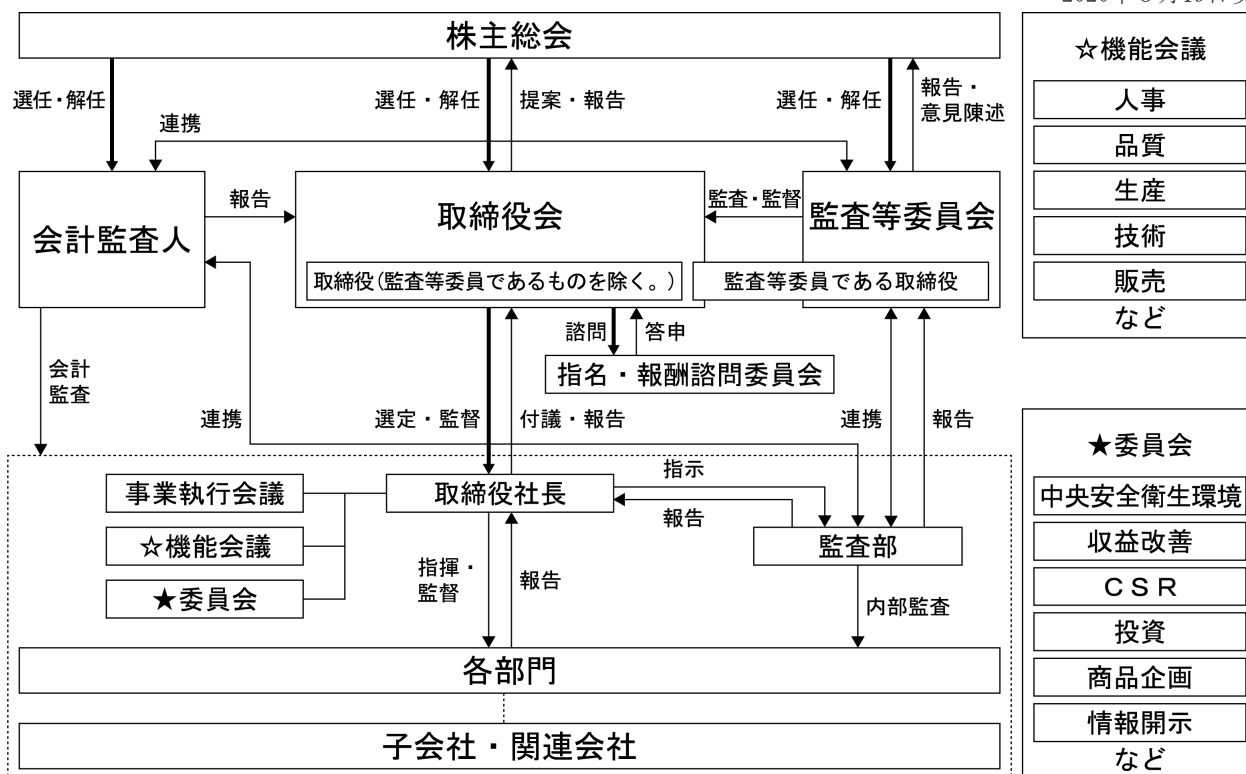 株主総会
選任・解任
選任・解任
提案・報告
選任・解任
報告・
意見陳述
連携
会計監査人
報告
取締役会
監査・監督
監査等委員会
取締役(監査等委員であるものを除く。)
監査等委員である取締役
諮問
答申
指名・報酬諮問委員会
会計
監査
連携
選定・監督
付議・報告
連携
報告
事業執行会議
☆機能会議
★委員会
取締役社長
指示
報告
監査部
指揮・
監督
報告
内部監査
各部門
子会社・関連会社
☆機能会議
人事
品質
生産
技術
販売
など
★委員会
中央安全衛生環境
収益改善
CSR
投資
商品企画
情報開示
など